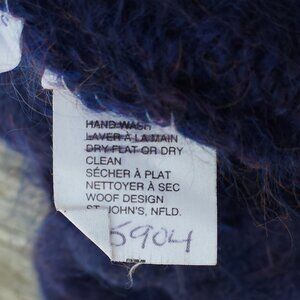 HAND WASH
LAVER À LA MAIN
DRY FLAT OR DRY
CLEAN
SÉCHER À PLAT
NETTOYER À SEC
WOOF DESIGN
ST. JOHN'S, NFLD.
5904